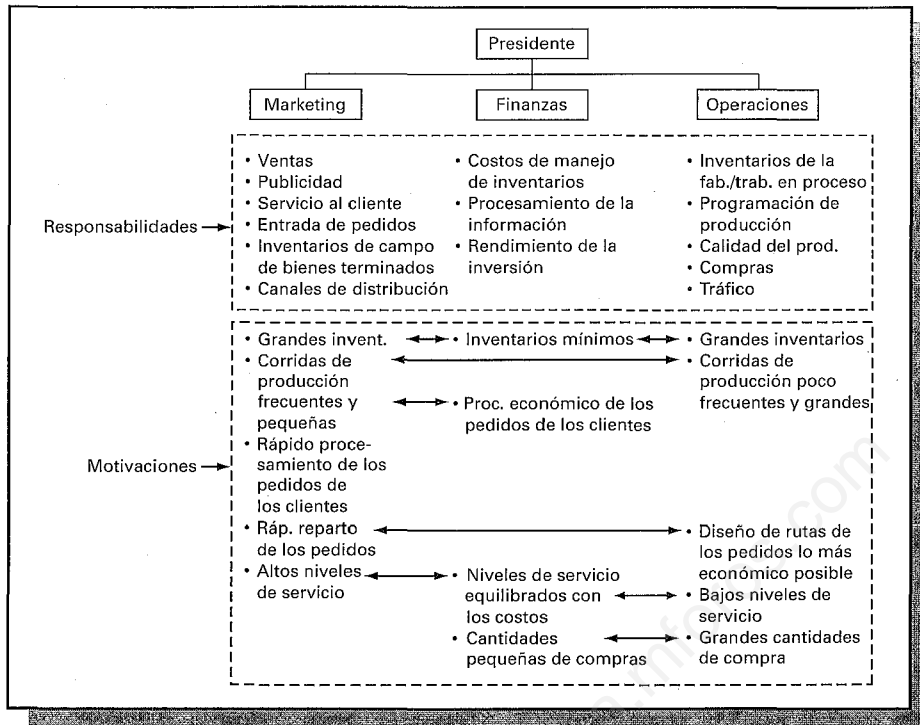 Presidente
Marketing
Finanzas
Operaciones
Responsabilidades
• Ventas
• Publicidad
• Servicio al cliente
• Entrada de pedidos
• Inventarios de campo
de bienes terminados
• Canales de distribución
• Costos de manejo
de inventarios
• Procesamiento de la
información
• Rendimiento de la
inversión
• Inventarios de la
fab./trab. en proceso
• Programación de
producción
• Calidad del prod.
• Compras
• Tráfico
Motivaciones
• Grandes invent.
• Corridas de
producción
frecuentes y
pequeñas
• Rápido proce-
samiento de los
pedidos de
los clientes
• Ráp. reparto
de los pedidos
• Altos niveles
de servicio
• Inventarios mínimos
• Proc. económico de los
pedidos de los clientes
• Niveles de servicio
equilibrados con
los costos
• Cantidades
pequeñas de compras
• Grandes inventarios
• Corridas de
producción poco
frecuentes y grandes
• Diseño de rutas de
los pedidos lo más
económico posible
• Bajos niveles de
servicio
• Grandes cantidades
de compra